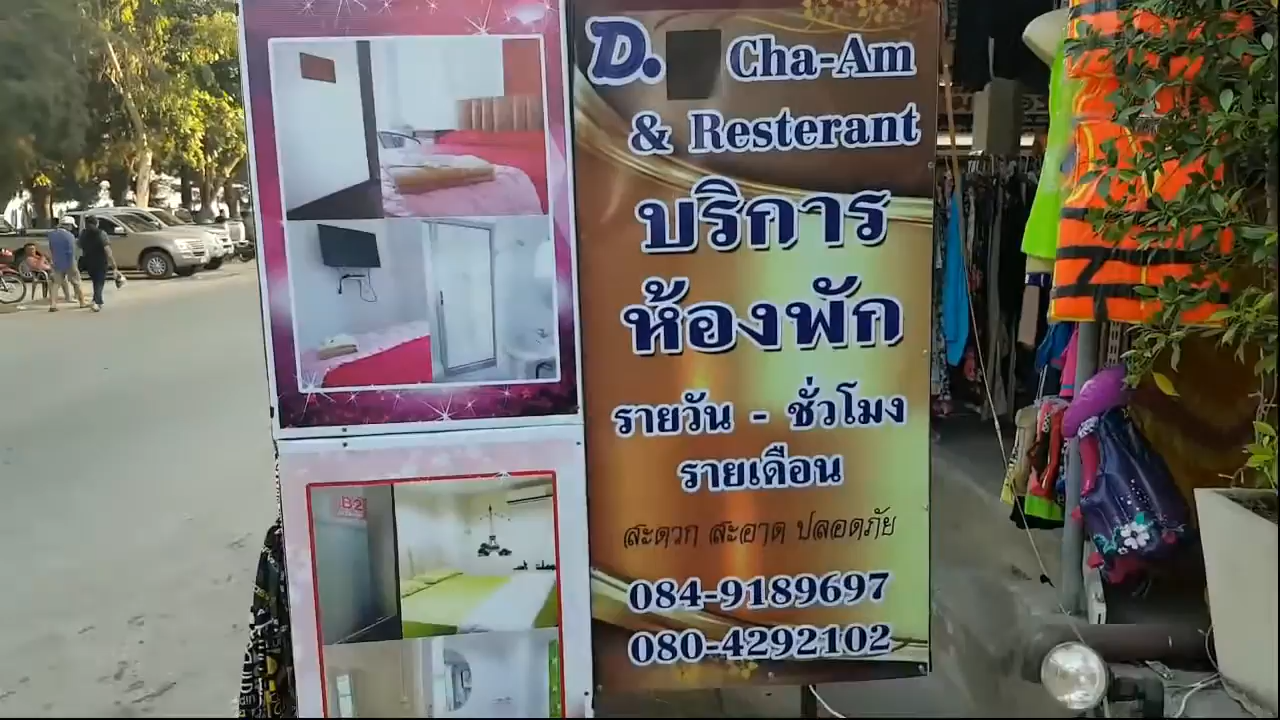 D. Cha-Am
& Resterant
บริการ
ห้องพัก
รายวัน - ชั่วโมง
รายเดือน
สะดวก สะอาด ปลอดภัย
084-9189697
080-4292102
B2